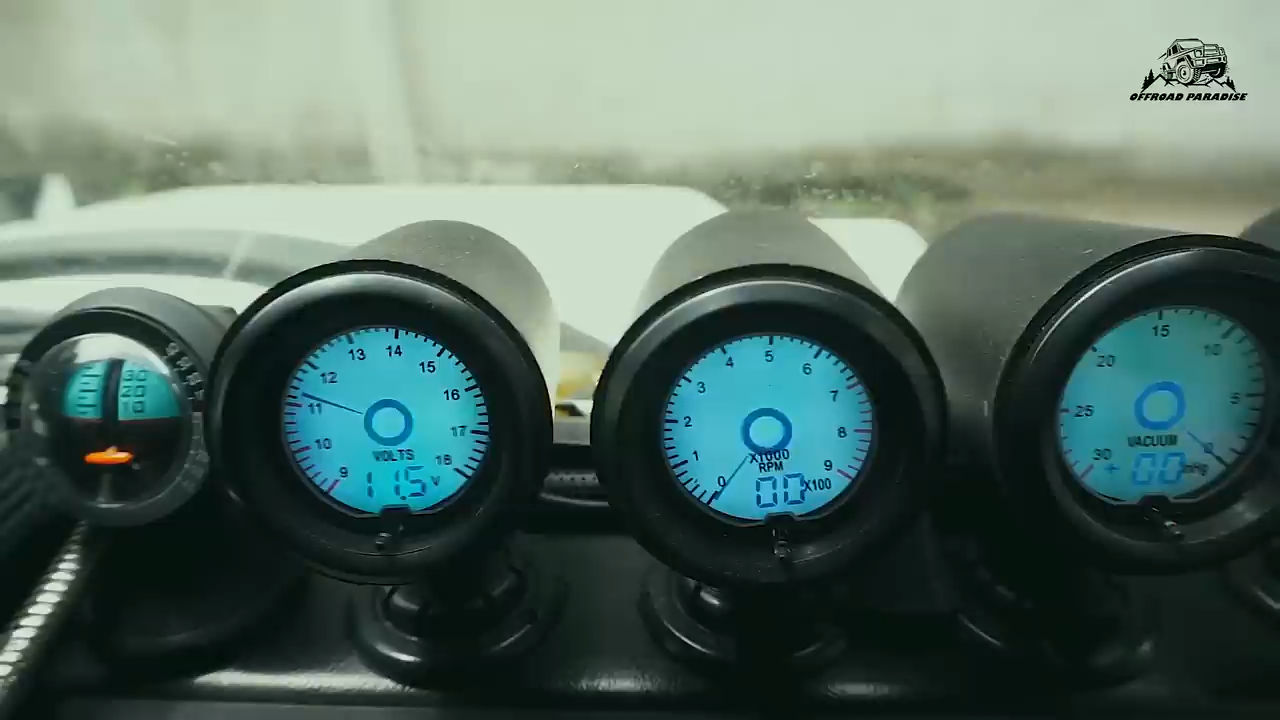 OFFROAD PARADISE
30
20
10
9 10 11 12 13 14 15 16 17 18
VOLTS
11.5 V
0 1 2 3 4 5 6 7 8 9
X1000
RPM
00 X100
30 25 20 15 10 5 0
VACUUM
+ 00 inHg